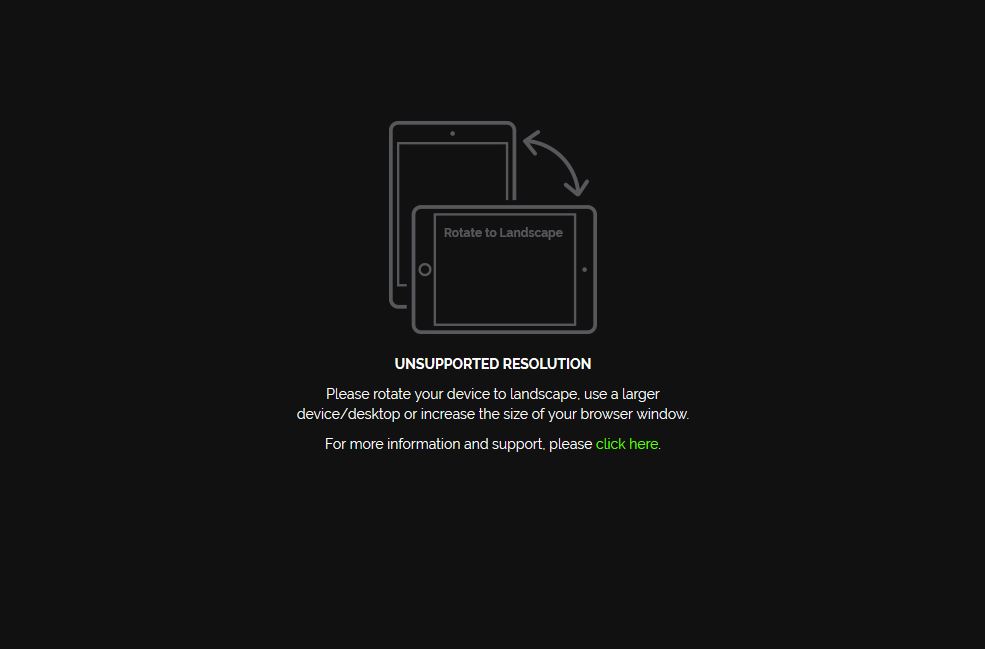 Rotate to Landscape
UNSUPPORTED RESOLUTION
Please rotate your device to landscape, use a larger
device/desktop or increase the size of your browser window.
For more information and support, please click here.